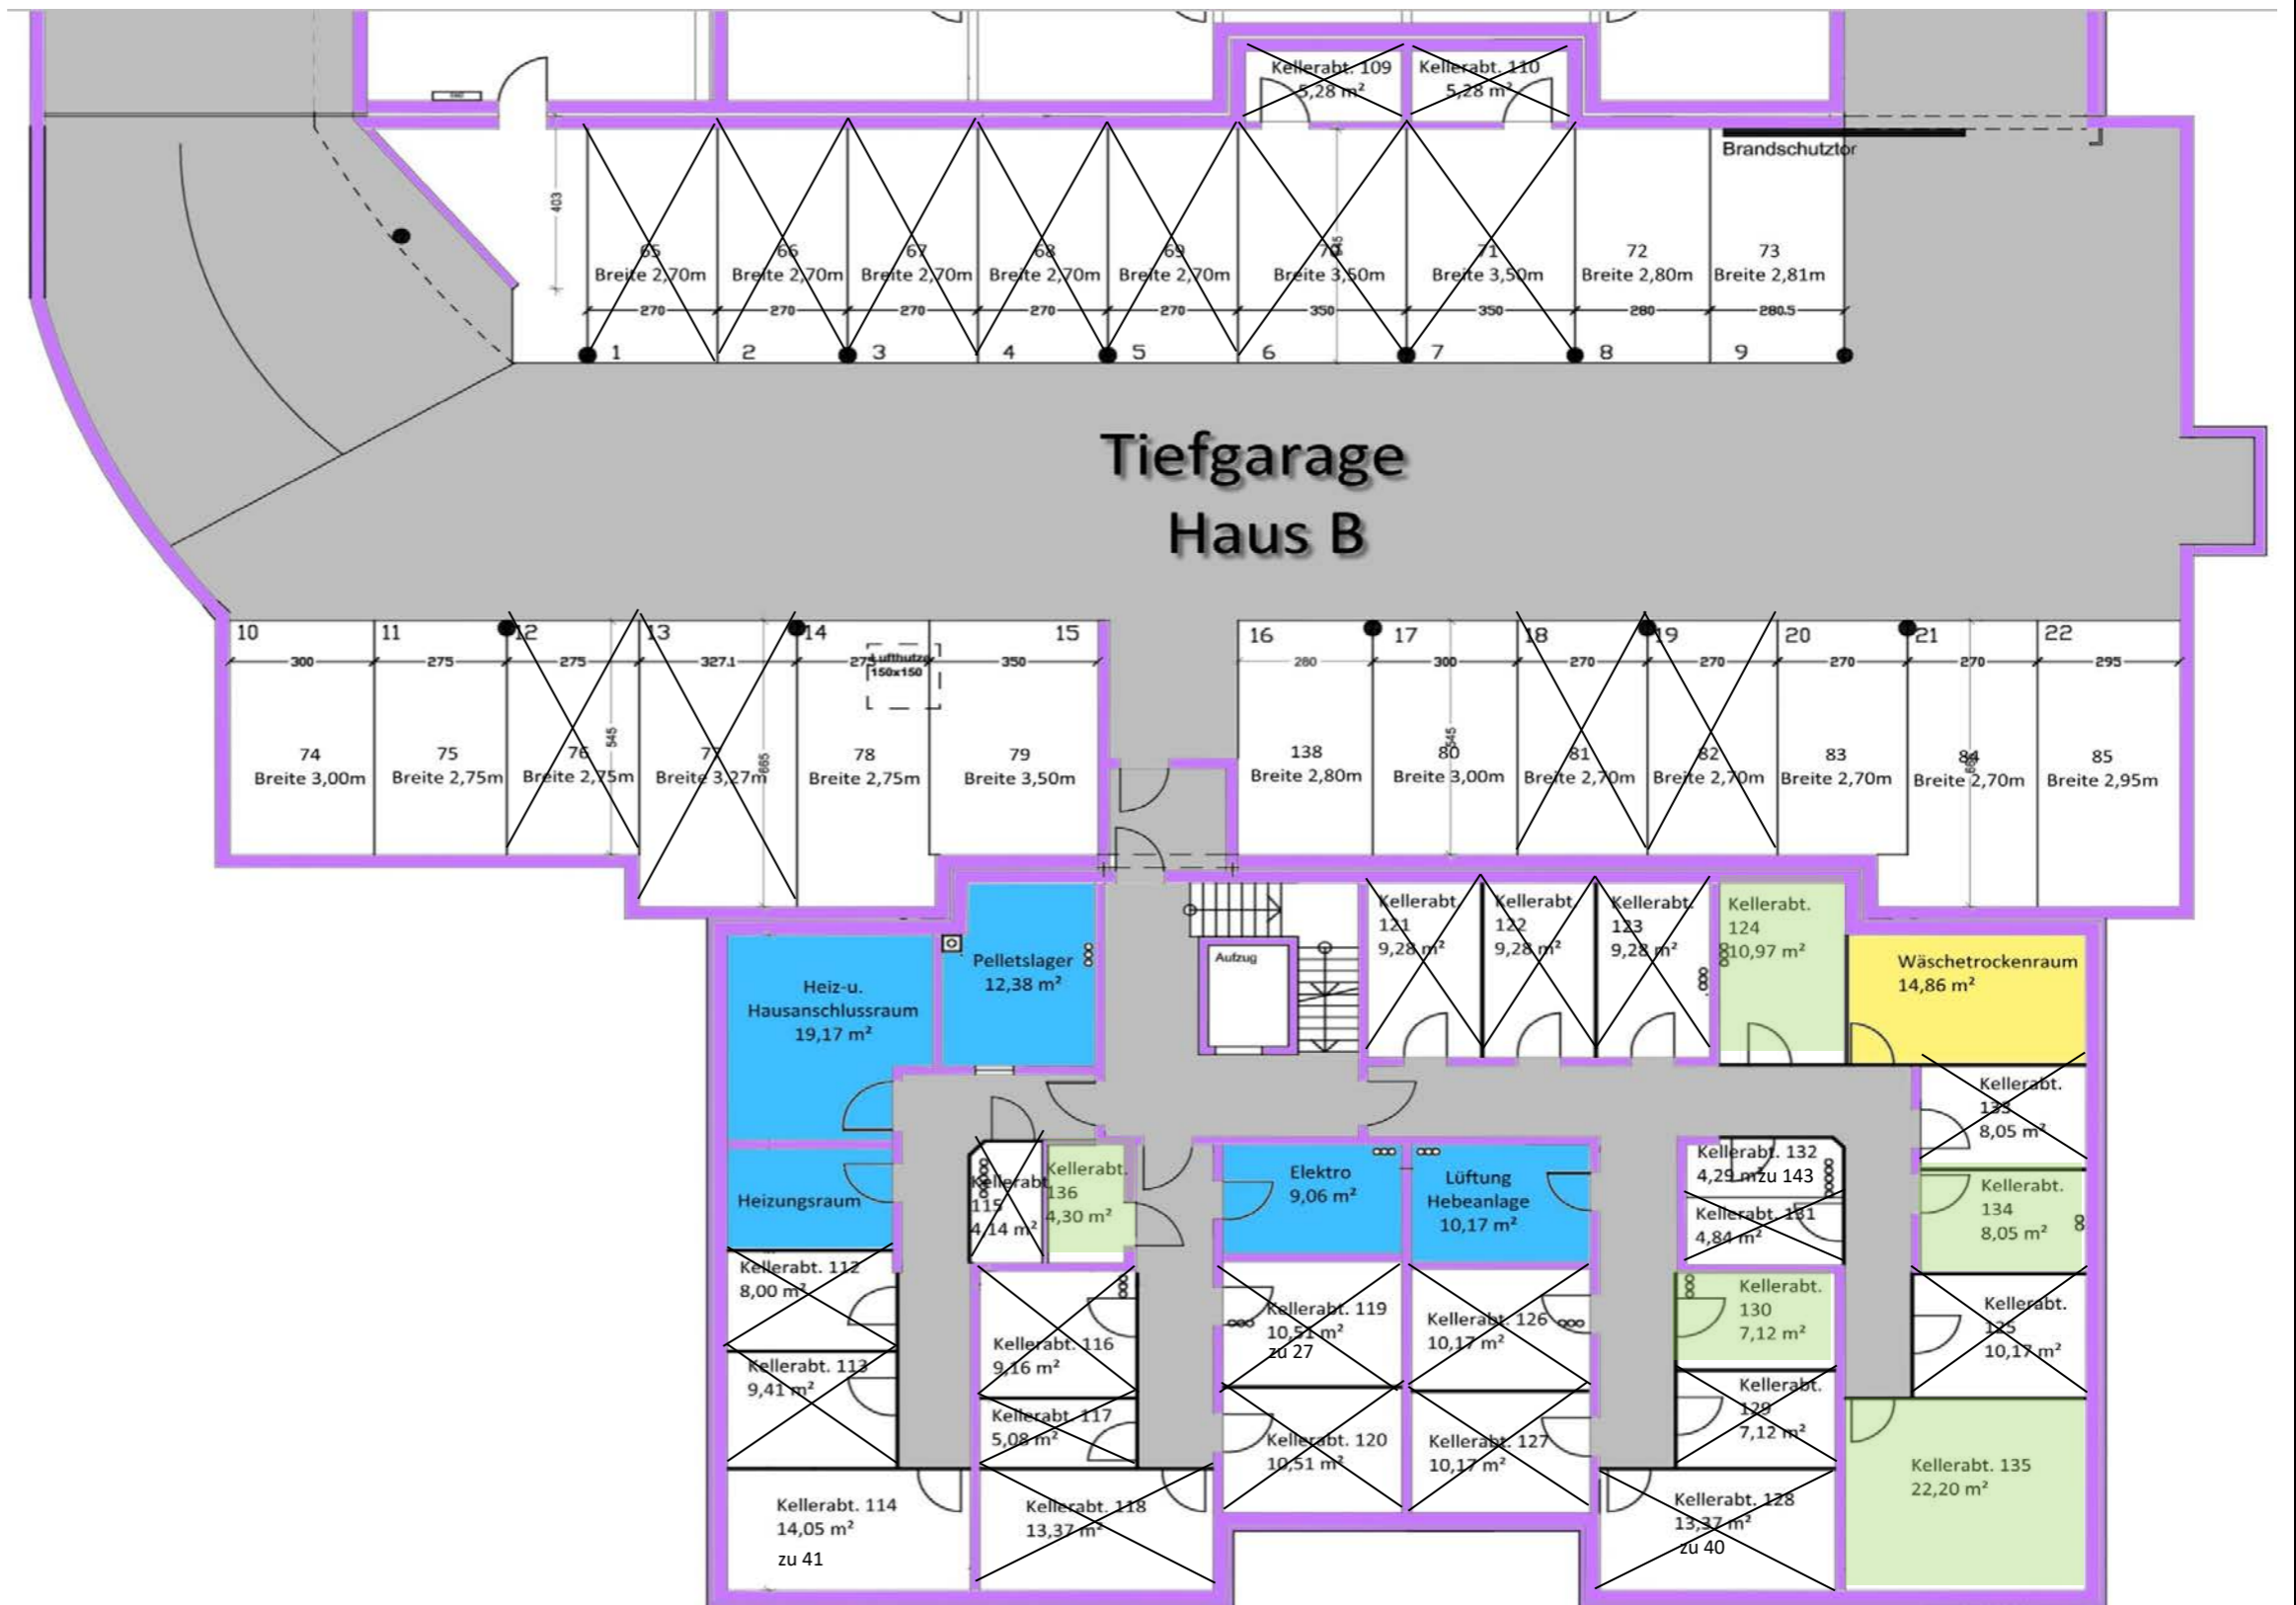 Kellerabt. 109
5,28 m²
Kellerabt. 110
5,28 m²
Brandschutztor
403
65
Breite 2,70m
66
Breite 2,70m
67
Breite 2,70m
68
Breite 2,70m
69
Breite 2,70m
70
Breite 3,50m
71
Breite 3,50m
72
Breite 2,80m
73
Breite 2,81m
270
270
270
270
270
350
350
280
280.5
1
2
3
4
5
6
7
8
9
Tiefgarage
Haus B
10
11
12
13
14
15
300
275
275
327.1
350
Lufthutze
150x150
545
665
74
Breite 3,00m
75
Breite 2,75m
76
Breite 2,75m
77
Breite 3,27m
78
Breite 2,75m
79
Breite 3,50m
16
17
18
19
20
21
22
280
300
270
270
270
270
295
138
Breite 2,80m
80
Breite 3,00m
81
Breite 2,70m
82
Breite 2,70m
83
Breite 2,70m
84
Breite 2,70m
85
Breite 2,95m
Heiz-u.
Hausanschlussraum
19,17 m²
Pelletslager
12,38 m²
Aufzug
Kellerabt.
121
9,28 m²
Kellerabt.
122
9,28 m²
Kellerabt.
123
9,28 m²
Kellerabt.
124
10,97 m²
Wäschetrockenraum
14,86 m²
Kellerabt.
133
8,05 m²
Heizungsraum
Kellerabt.
115
4,14 m²
Kellerabt.
136
4,30 m²
Elektro
9,06 m²
Lüftung
Hebeanlage
10,17 m²
Kellerabt. 132
4,29 m²zu 143
Kellerabt. 131
4,84 m²
Kellerabt.
134
8,05 m²
Kellerabt. 112
8,00 m²
Kellerabt. 113
9,41 m²
Kellerabt. 116
9,16 m²
Kellerabt. 117
5,08 m²
Kellerabt. 119
10,51 m²
zu 27
Kellerabt. 126
10,17 m²
Kellerabt.
130
7,12 m²
Kellerabt.
125
10,17 m²
Kellerabt. 120
10,51 m²
Kellerabt. 127
10,17 m²
Kellerabt.
129
7,12 m²
Kellerabt. 114
14,05 m²
zu 41
Kellerabt. 118
13,37 m²
Kellerabt. 128
13,37 m²
zu 40
Kellerabt. 135
22,20 m²